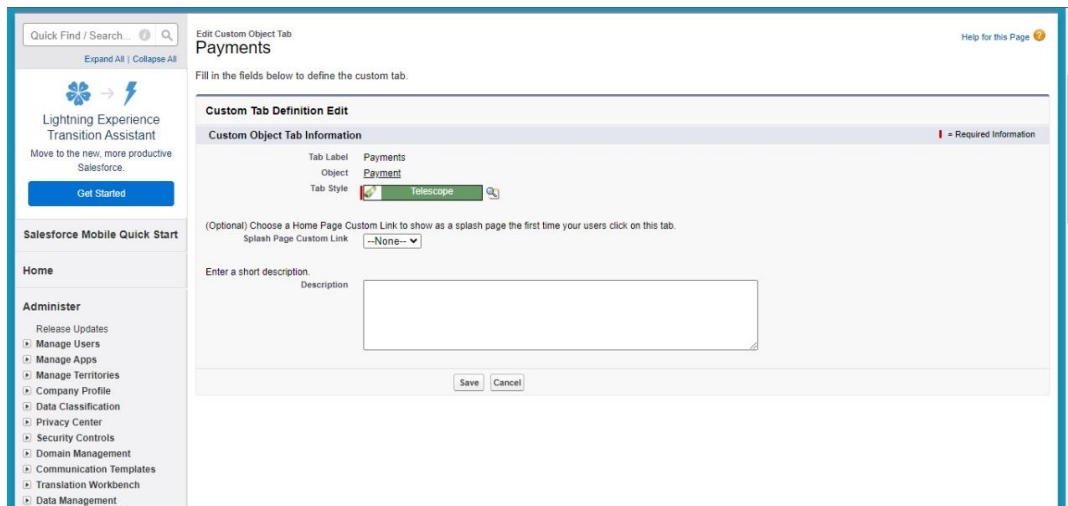 Quick Find / Search...
Expand All | Collapse All
Lightning Experience
Transition Assistant
Move to the new, more productive
Salesforce.
Get Started
Salesforce Mobile Quick Start
Home
Administer
Release Updates
Manage Users
Manage Apps
Manage Territories
Company Profile
Data Classification
Privacy Center
Security Controls
Domain Management
Communication Templates
Translation Workbench
Data Management
Edit Custom Object Tab
Payments
Help for this Page
Fill in the fields below to define the custom tab.
Custom Tab Definition Edit
Custom Object Tab Information
= Required Information
Tab Label Payments
Object Payment
Tab Style Telescope
(Optional) Choose a Home Page Custom Link to show as a splash page the first time your users click on this tab.
Splash Page Custom Link --None--
Enter a short description.
Description
Save Cancel